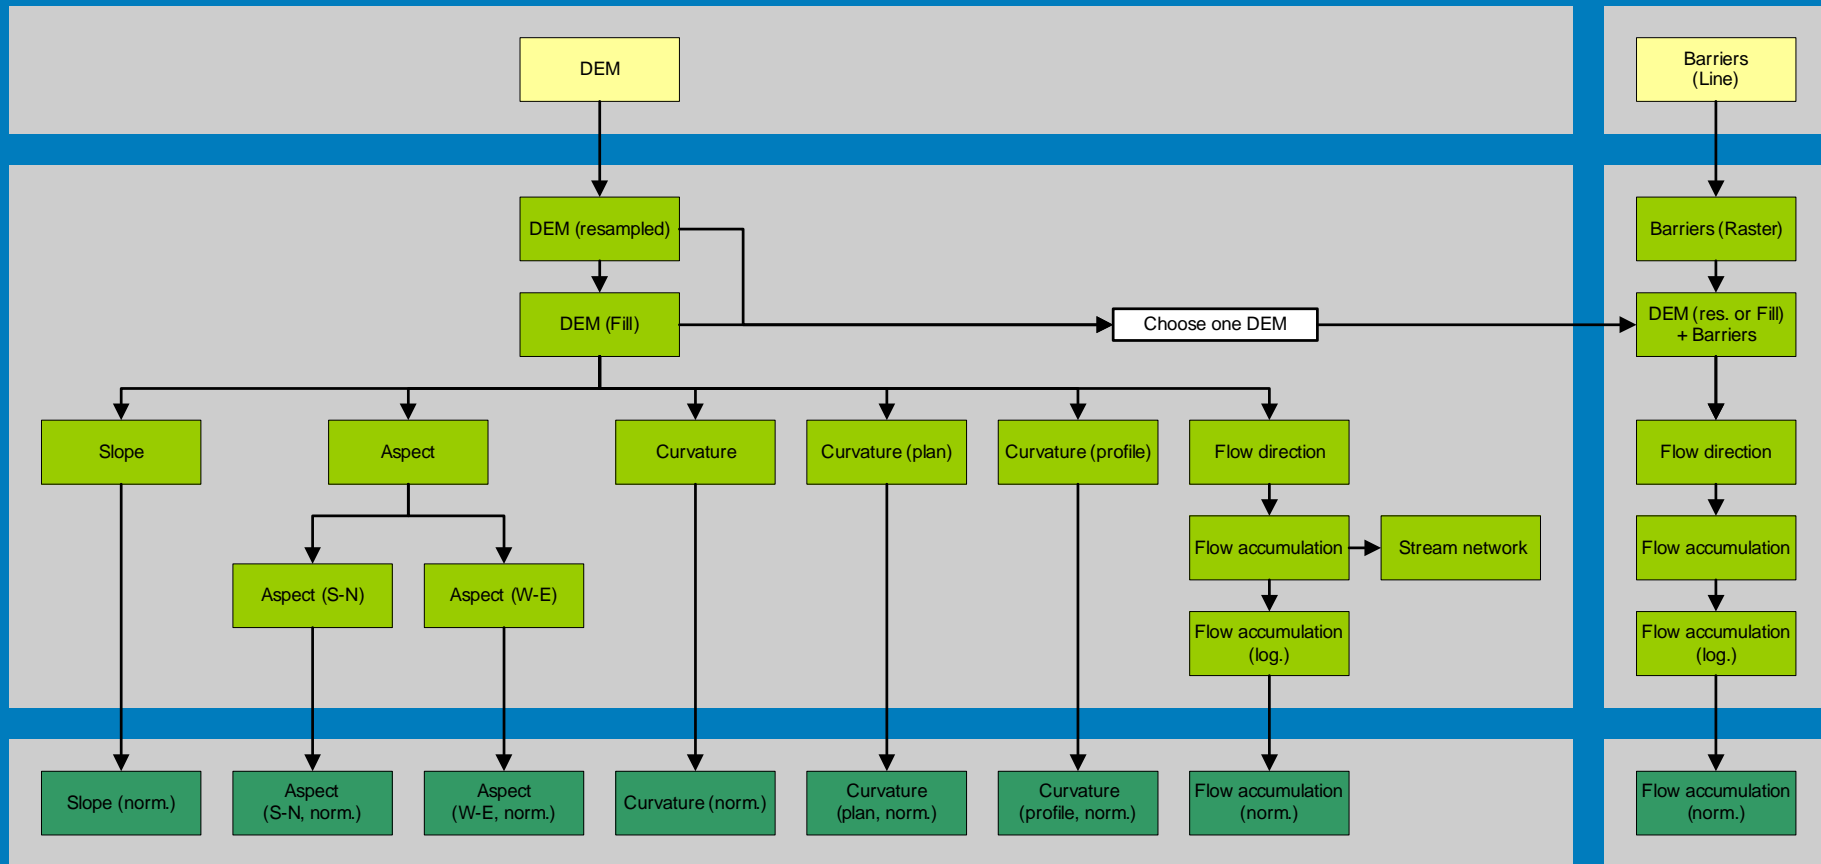 DEM
Barriers
(Line)
DEM (resampled)
Barriers (Raster)
DEM (Fill)
Choose one DEM
DEM (res. or Fill)
+ Barriers
Slope
Aspect
Curvature
Curvature (plan)
Curvature (profile)
Flow direction
Flow direction
Flow accumulation
Stream network
Flow accumulation
Aspect (S-N)
Aspect (W-E)
Flow accumulation
(log.)
Flow accumulation
(log.)
Slope (norm.)
Aspect
(S-N, norm.)
Aspect
(W-E, norm.)
Curvature (norm.)
Curvature
(plan, norm.)
Curvature
(profile, norm.)
Flow accumulation
(norm.)
Flow accumulation
(norm.)